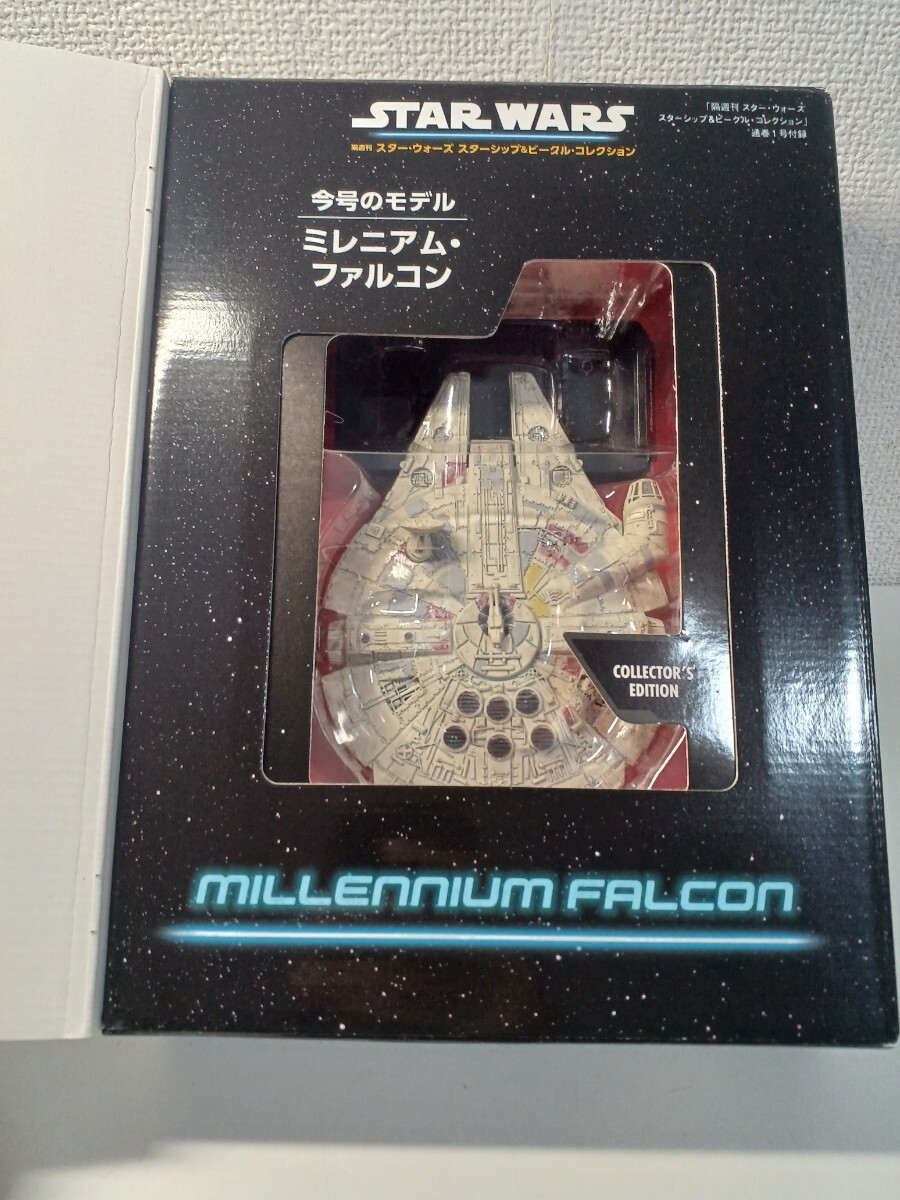 STAR WARS
隔週刊 スター・ウォーズ スターシップ&ビークル・コレクション
「隔週刊 スター・ウォーズ
スターシップ&ビークル・コレクション」
通巻1号付録
今号のモデル
ミレニアム・
ファルコン
COLLECTOR'S
EDITION
MILLENNIUM FALCON